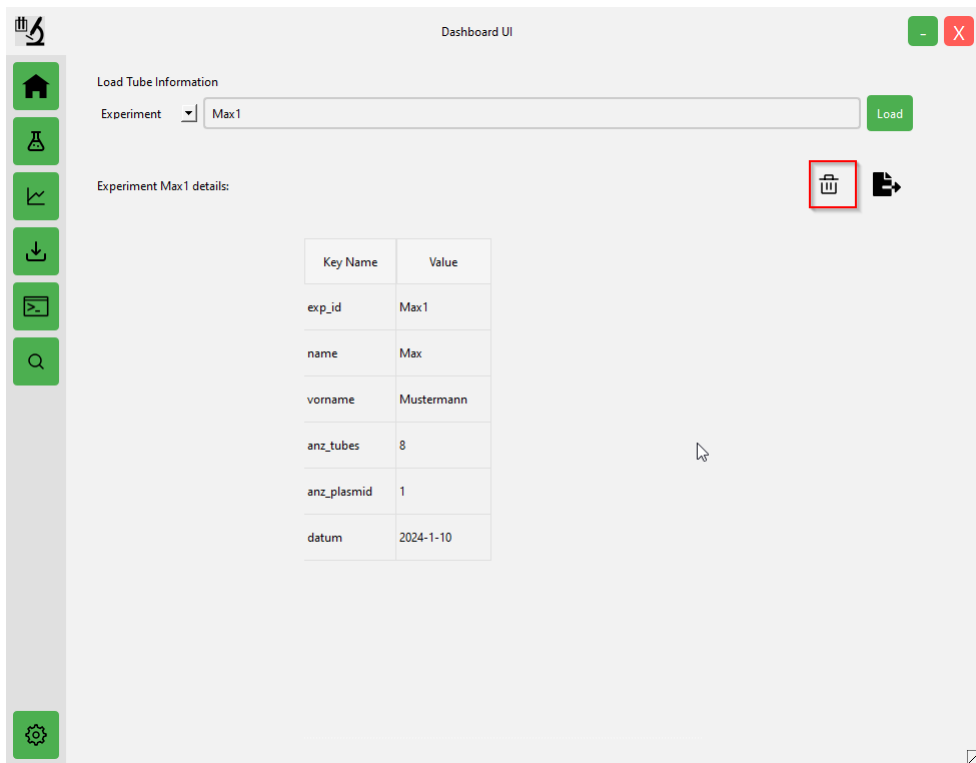 Dashboard UI
-
X
Load Tube Information
Experiment Max1 Load
Experiment Max1 details:
Key Name Value
exp_id Max1
name Max
vorname Mustermann
anz_tubes 8
anz_plasmid 1
datum 2024-1-10